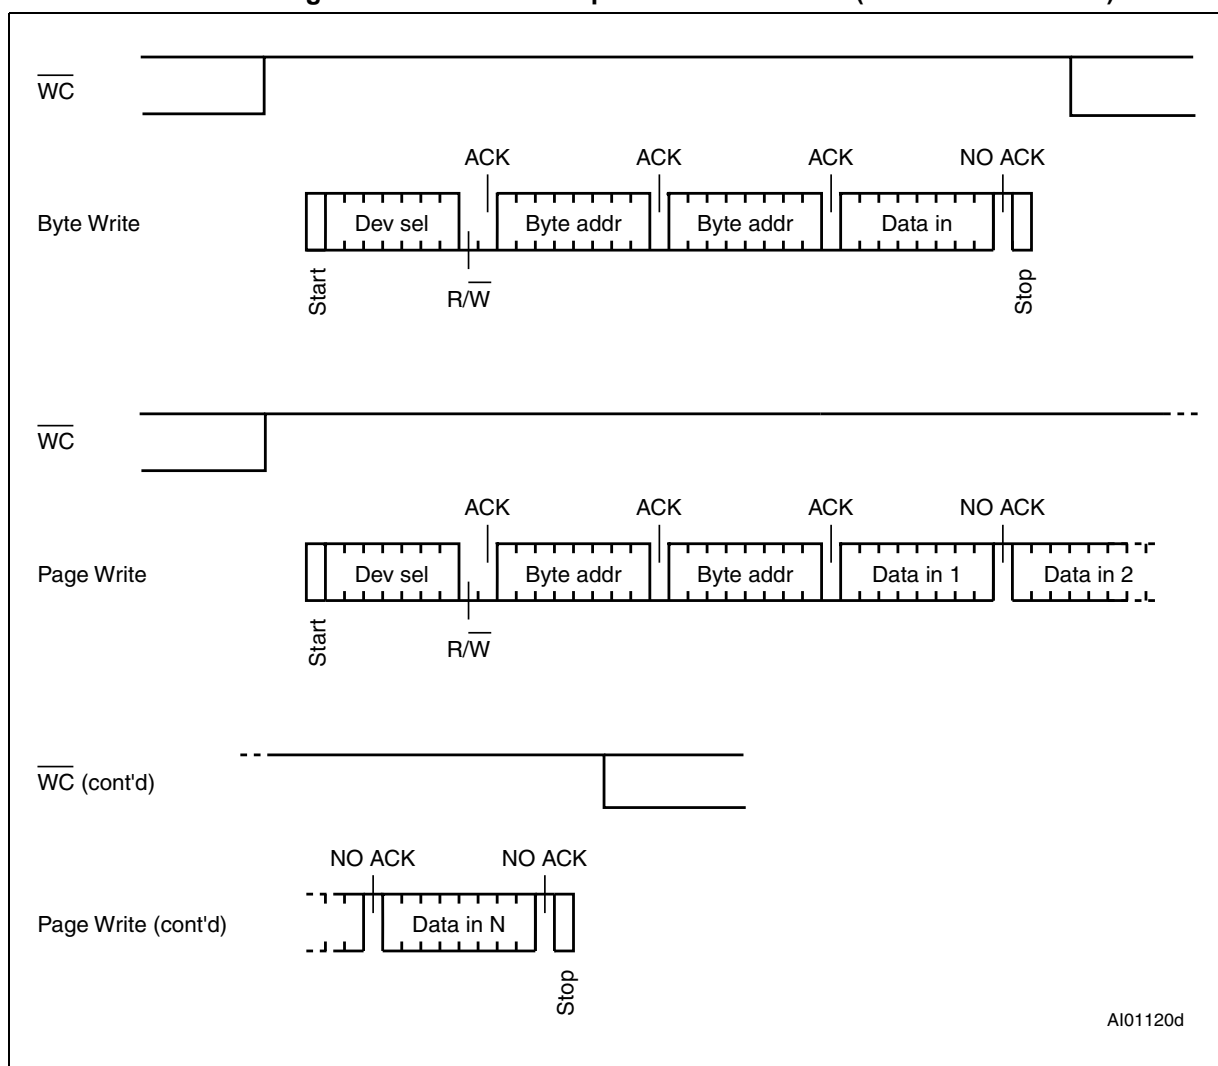 WC
ACK ACK ACK NO ACK
Byte Write Dev sel Byte addr Byte addr Data in
Start R/W Stop
WC
ACK ACK ACK NO ACK
Page Write Dev sel Byte addr Byte addr Data in 1 Data in 2
Start R/W
WC (cont'd)
NO ACK NO ACK
Page Write (cont'd) Data in N
Stop
AI01120d